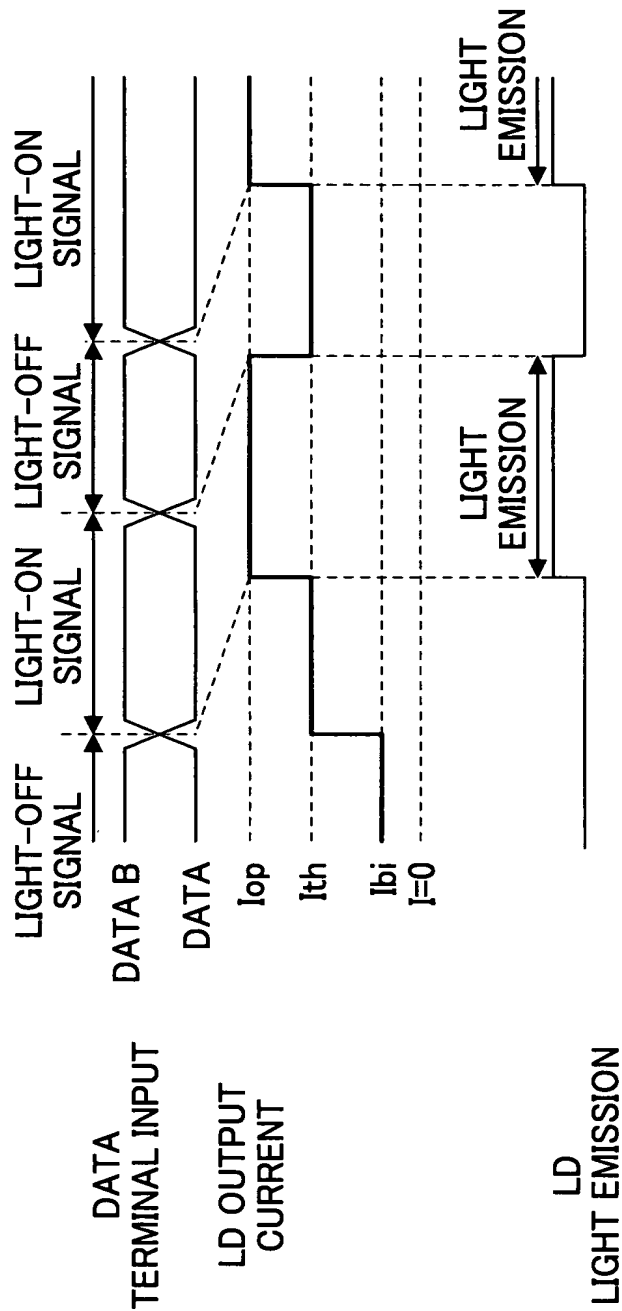 LIGHT-OFF
SIGNAL
LIGHT-ON
SIGNAL
LIGHT-OFF
SIGNAL
LIGHT-ON
SIGNAL
DATA
TERMINAL INPUT
DATA B
DATA
LD OUTPUT
CURRENT
Iop
Ith
Ibi
I=0
LD
LIGHT EMISSION
LIGHT
EMISSION
LIGHT
EMISSION